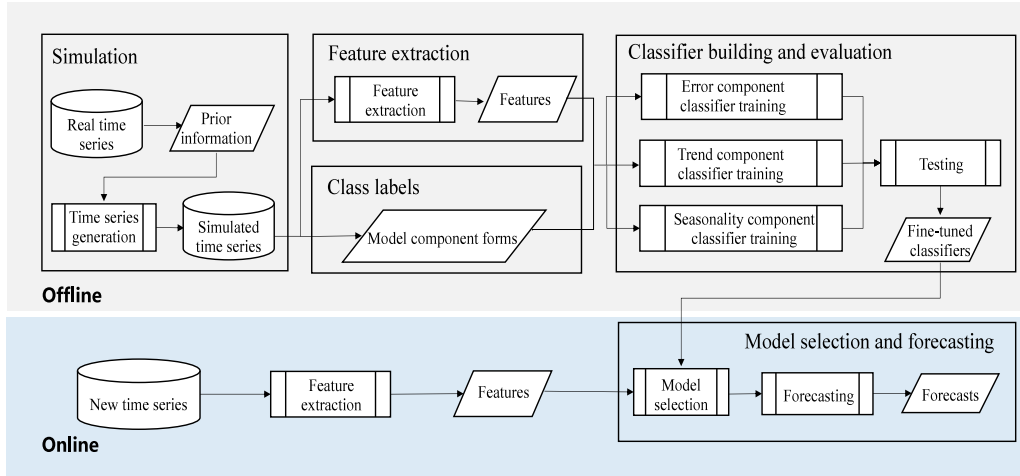 Simulation
Real time
series
Prior
information
Time series
generation
Simulated
time series
Feature extraction
Feature
extraction
Features
Class labels
Model component forms
Classifier building and evaluation
Error component
classifier training
Trend component
classifier training
Seasonality component
classifier training
Testing
Fine-tuned
classifiers
Offline
Model selection and forecasting
New time series
Feature
extraction
Features
Model
selection
Forecasting
Forecasts
Online